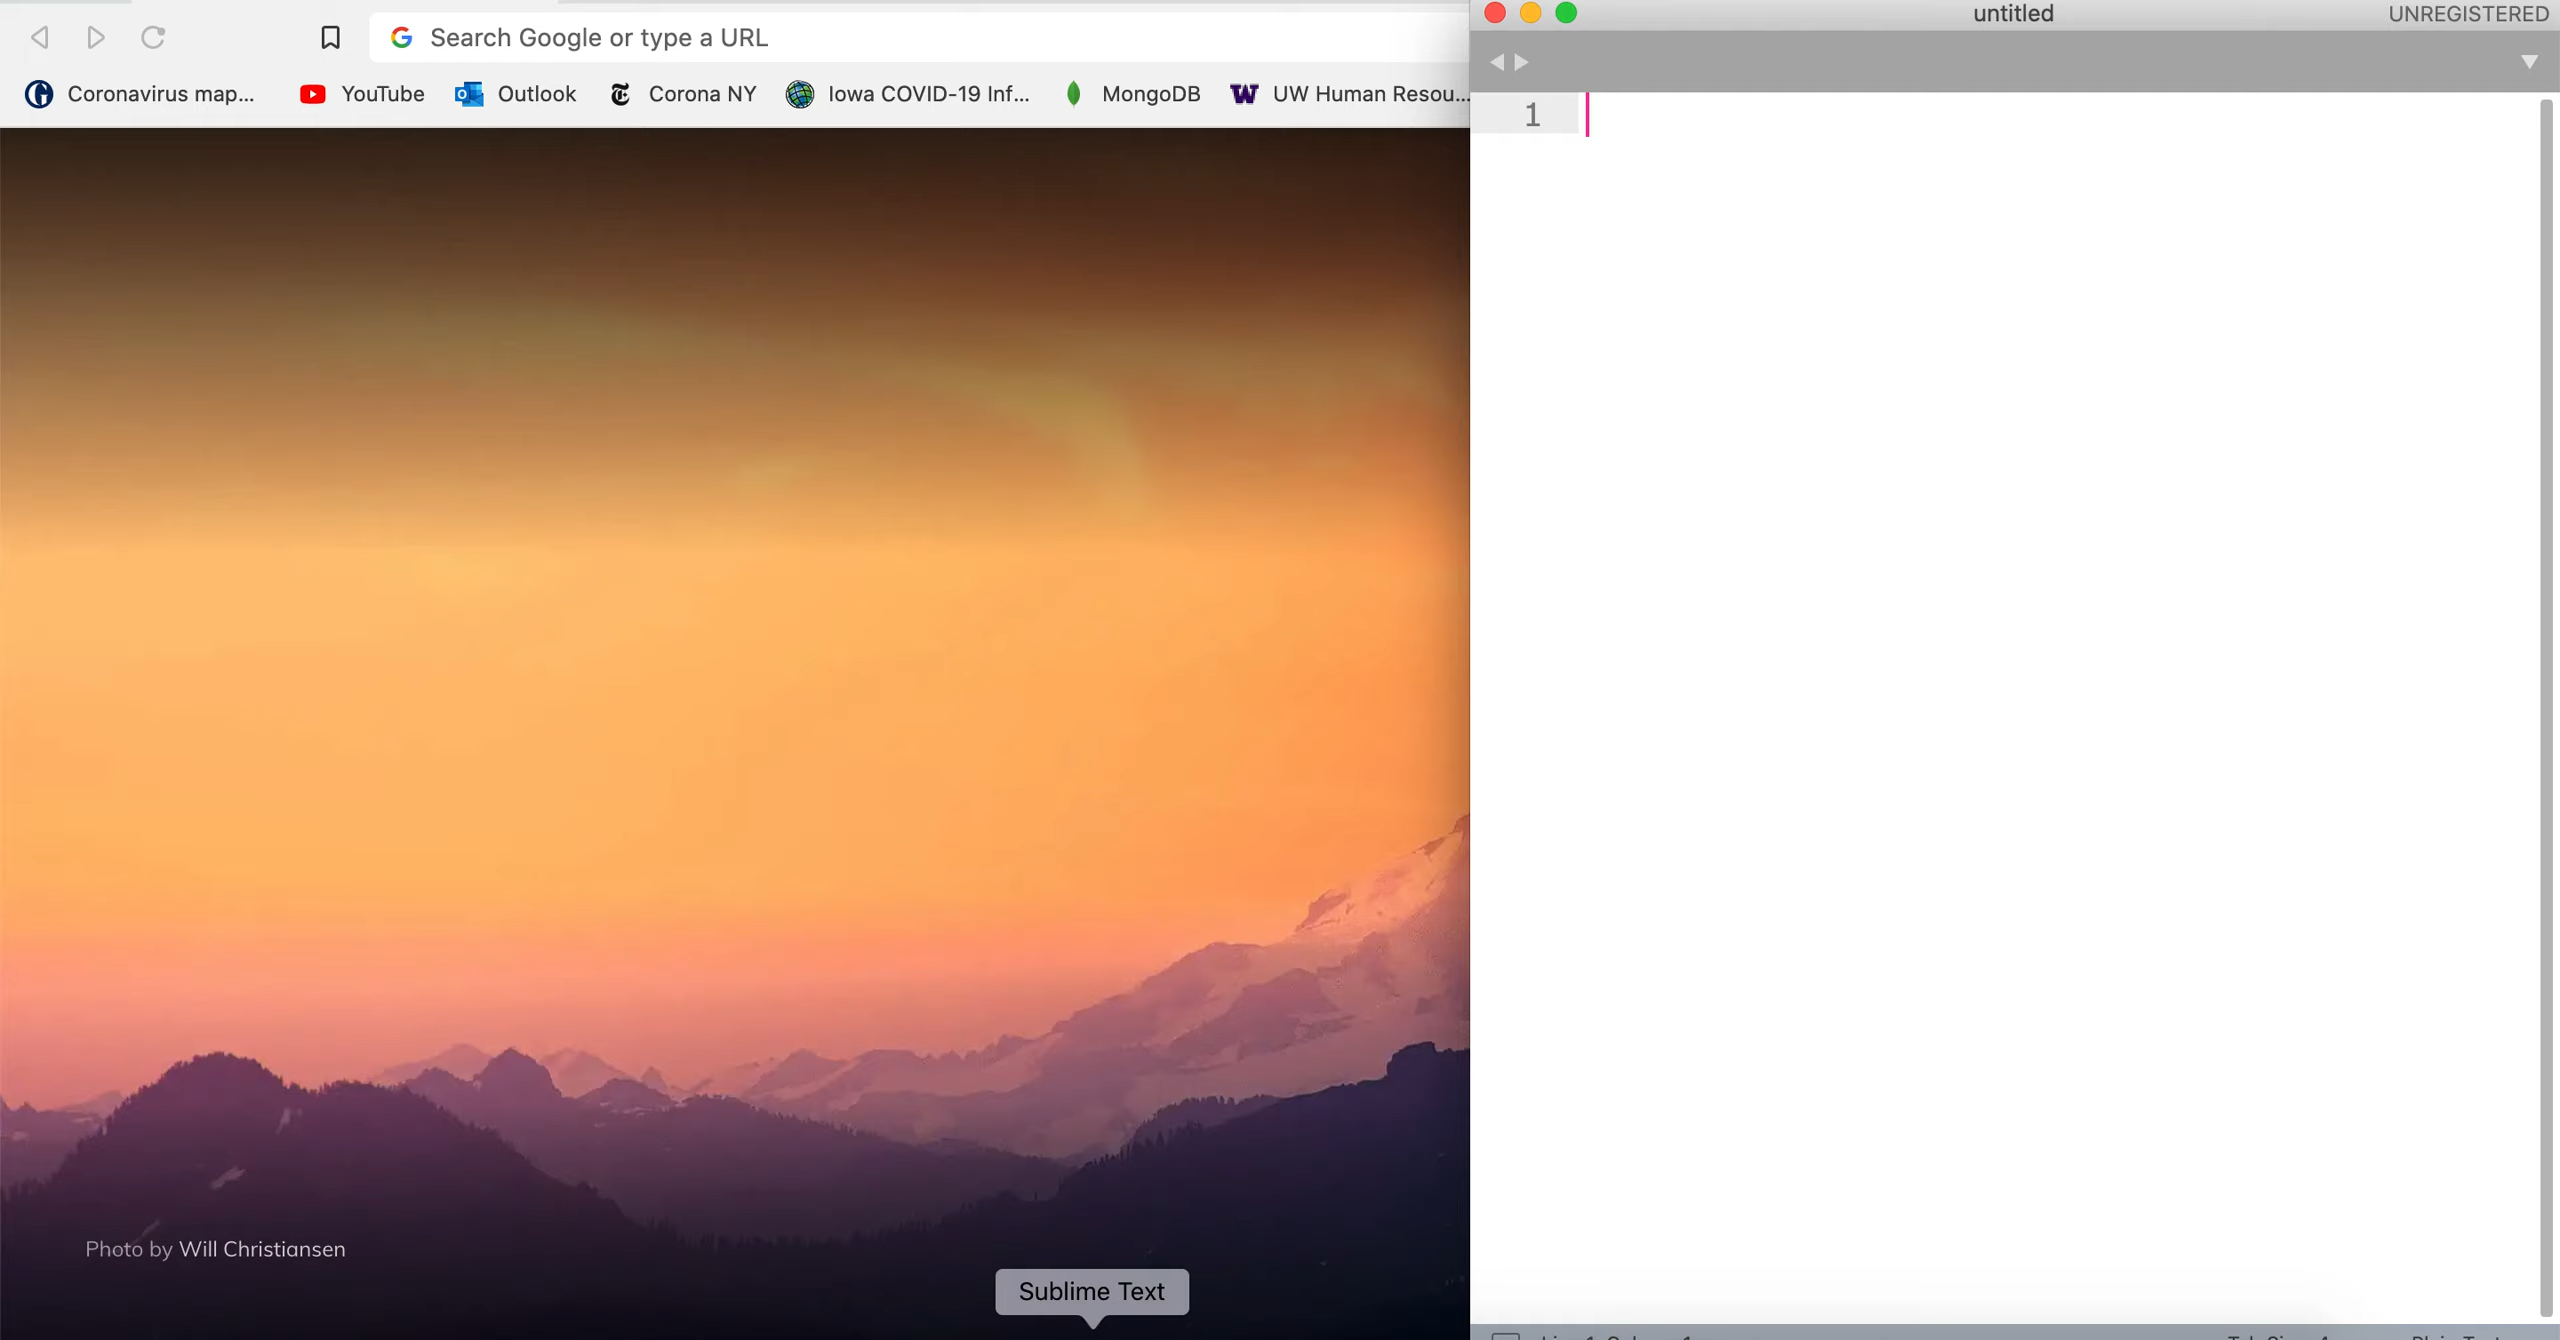 Search Google or type a URL
Coronavirus map... YouTube Outlook Corona NY Iowa COVID-19 Inf... MongoDB UW Human Resou...
Photo by Will Christiansen
Sublime Text
untitled UNREGISTERED
1